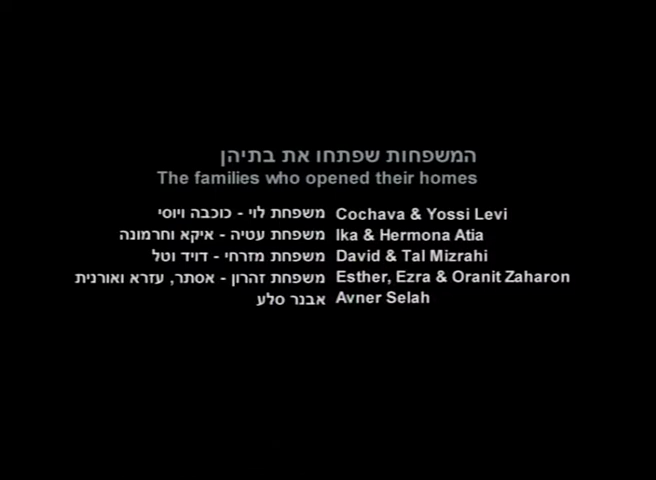 המשפחות שפתחו את בתיהן
The families who opened their homes
משפחת לוי - כוכבה ויוסי Cochava & Yossi Levi
משפחת עטיה - איקא וחרמונה Ika & Hermona Atia
משפחת מזרחי - דויד וטל David & Tal Mizrahi
משפחת זהרון - אסתר, עזרא ואורנית Esther, Ezra & Oranit Zaharon
אבנר סלע Avner Selah